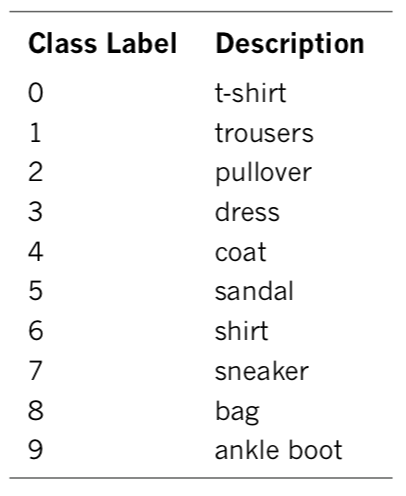 Class Label Description
0 t-shirt
1 trousers
2 pullover
3 dress
4 coat
5 sandal
6 shirt
7 sneaker
8 bag
9 ankle boot